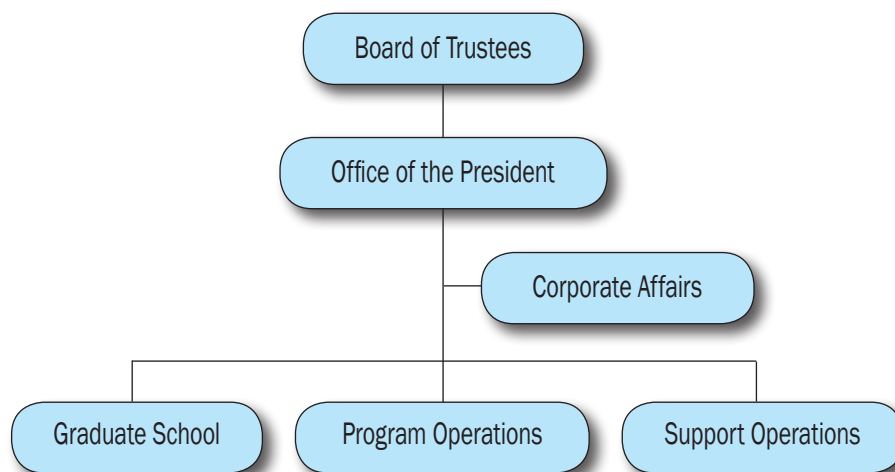 Board of Trustees
Office of the President
Corporate Affairs
Graduate School
Program Operations
Support Operations